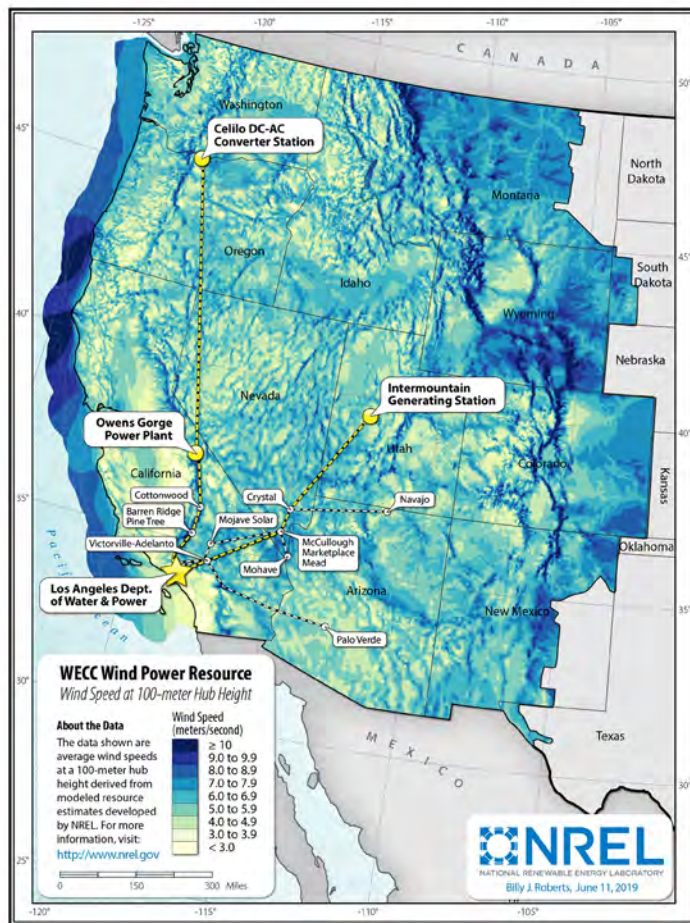 -125°
-120°
-115°
-110°
-105°
CANADA
50°
45°
40°
35°
30°
25°
Washington
Celilo DC-AC
Converter Station
Montana
North
Dakota
Oregon
Idaho
45°
South
Dakota
Wyoming
Nebraska
Nevada
Intermountain
Generating Station
Owens Gorge
Power Plant
Utah
Colorado
40°
Kansas
California
Cottonwood
Crystal
Navajo
Barren Ridge
Pine Tree
Mojave Solar
Victorville-Adelanto
McCullough
Marketplace
Mead
Mohave
35°
Oklahoma
Los Angeles Dept.
of Water & Power
Arizona
New Mexico
Pacific Ocean
Palo Verde
Texas
MEXICO
30°
WECC Wind Power Resource
Wind Speed at 100-meter Hub Height
About the Data
The data shown are
average wind speeds
at a 100-meter hub
height derived from
modeled resource
estimates developed
by NREL. For more
information, visit:
http://www.nrel.gov
Wind Speed
(meters/second)
≥ 10
9.0 to 9.9
8.0 to 8.9
7.0 to 7.9
6.0 to 6.9
5.0 to 5.9
4.0 to 4.9
3.0 to 3.9
< 3.0
0 150 300 Miles
NREL
NATIONAL RENEWABLE ENERGY LABORATORY
Billy J. Roberts, June 11, 2019
-115°
-110°
-105°
25°